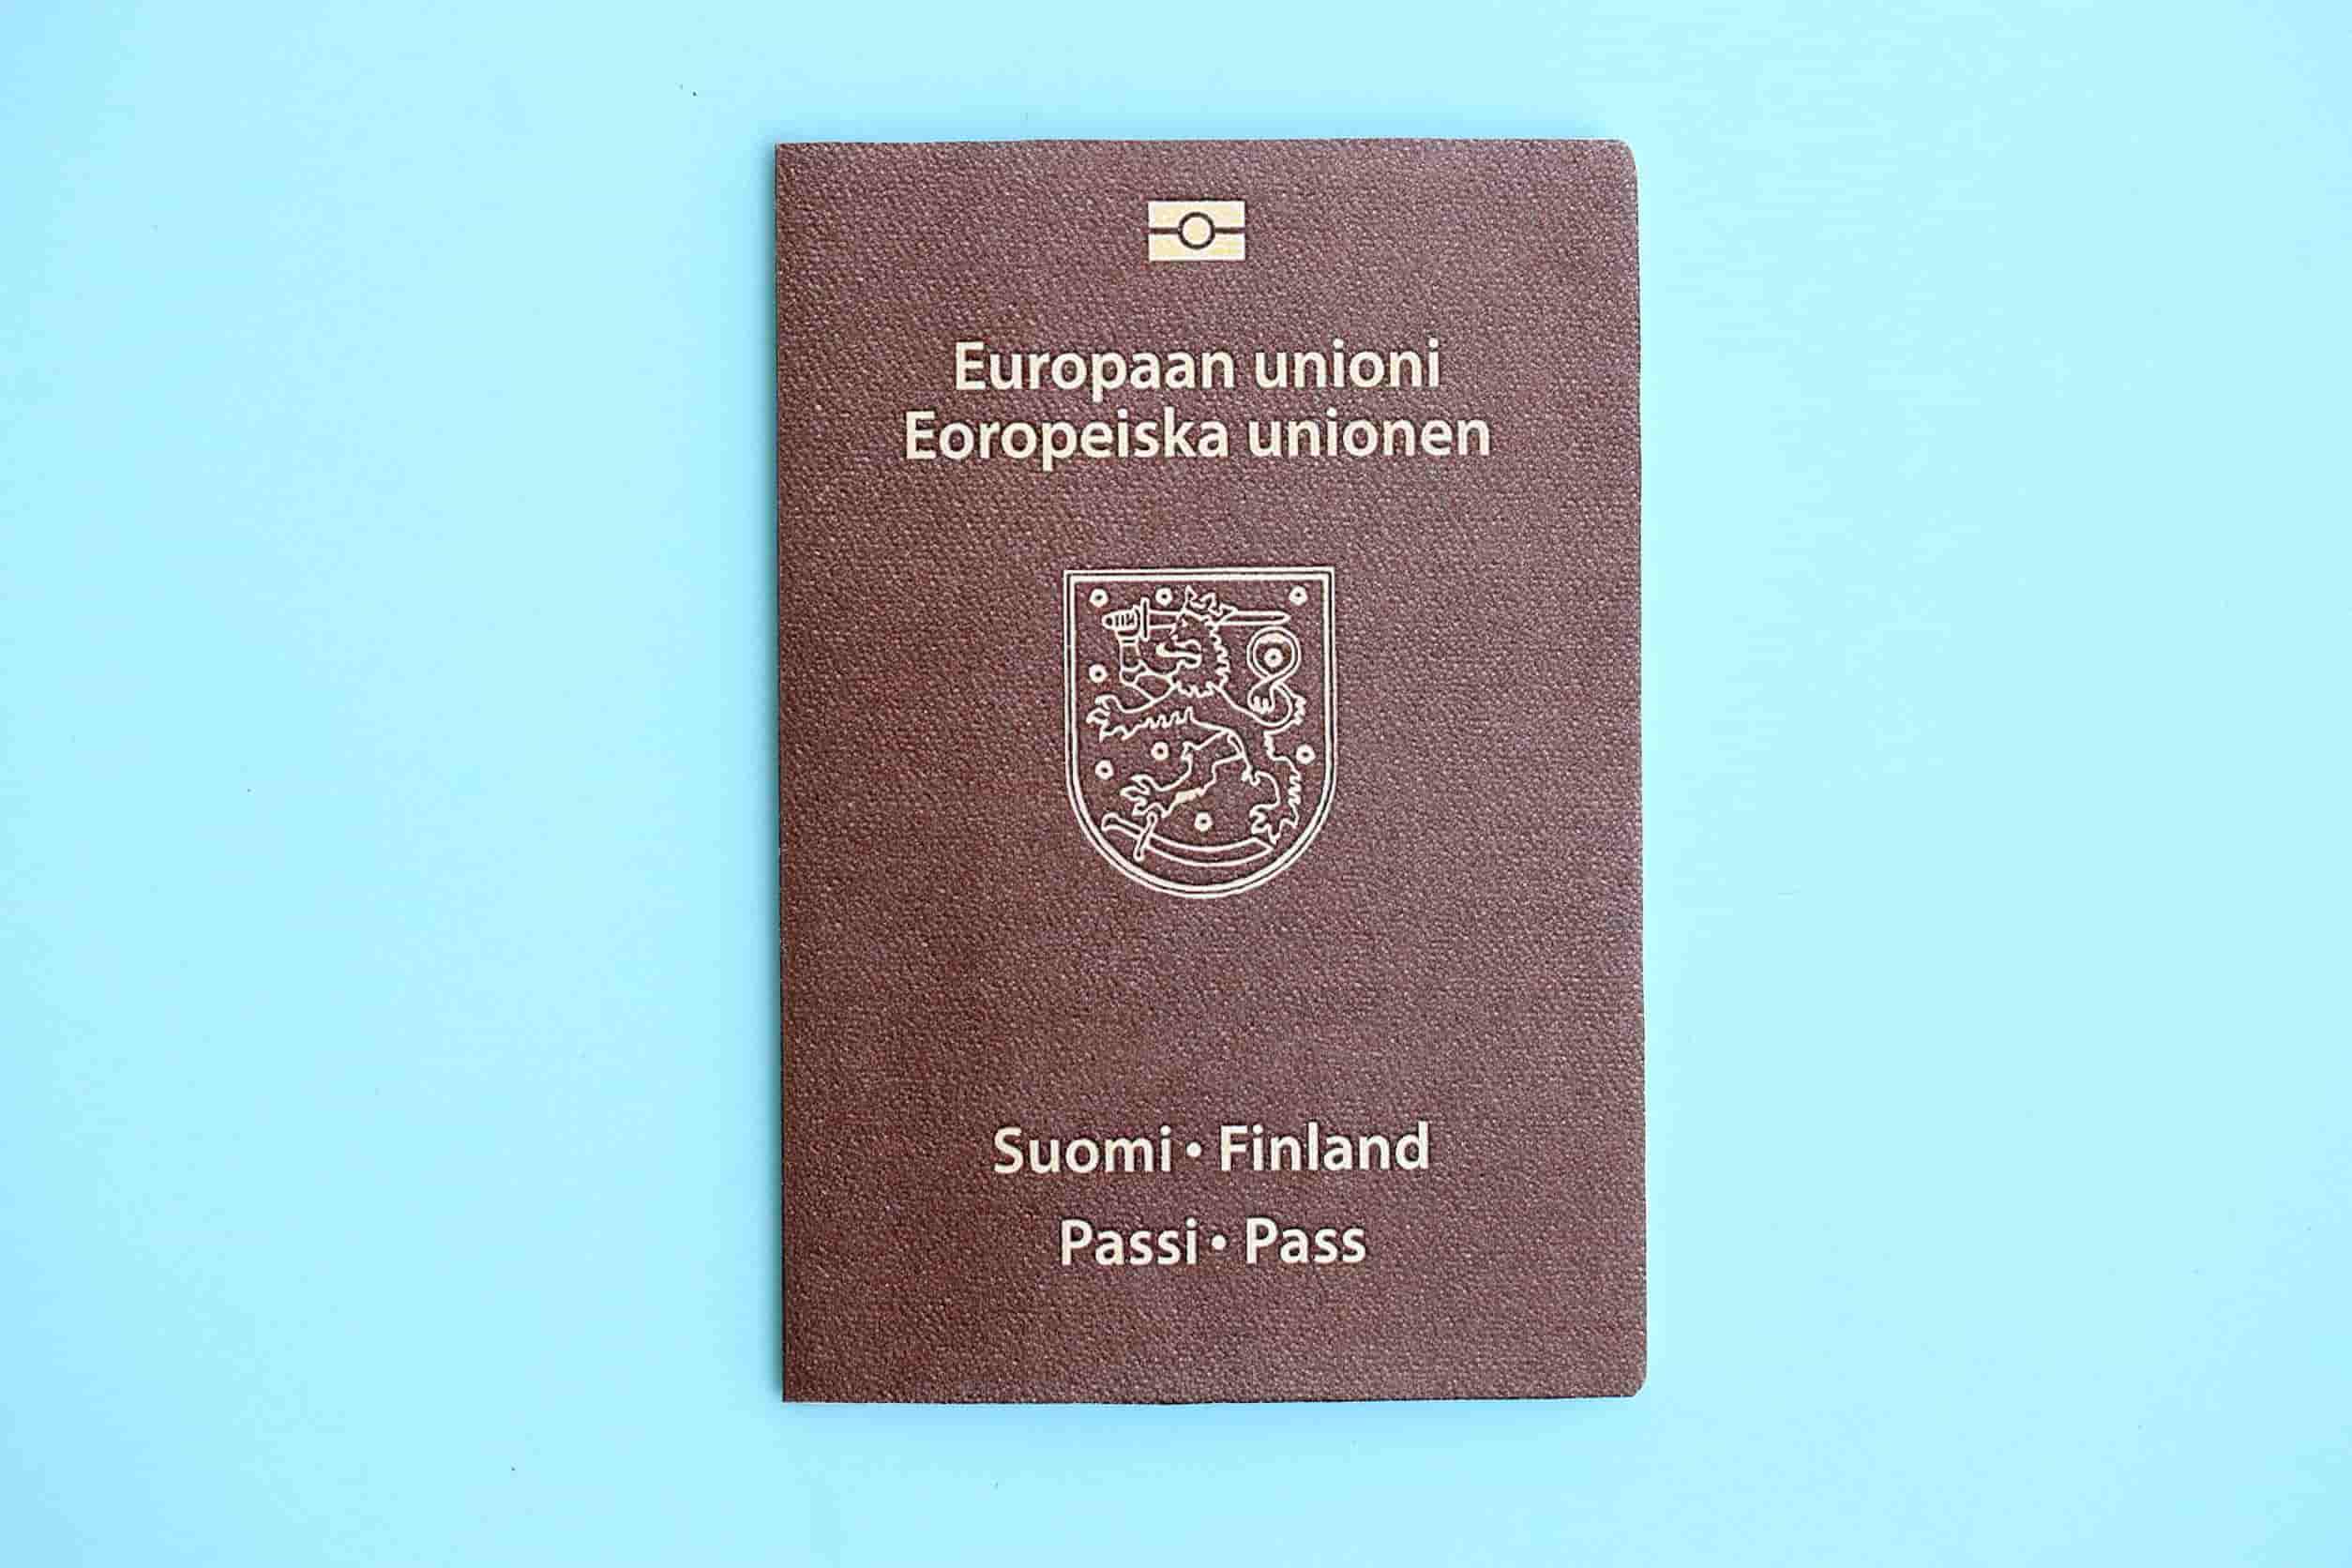 Europaan unioni
Eoropeiska unionen
Suomi • Finland
Passi • Pass